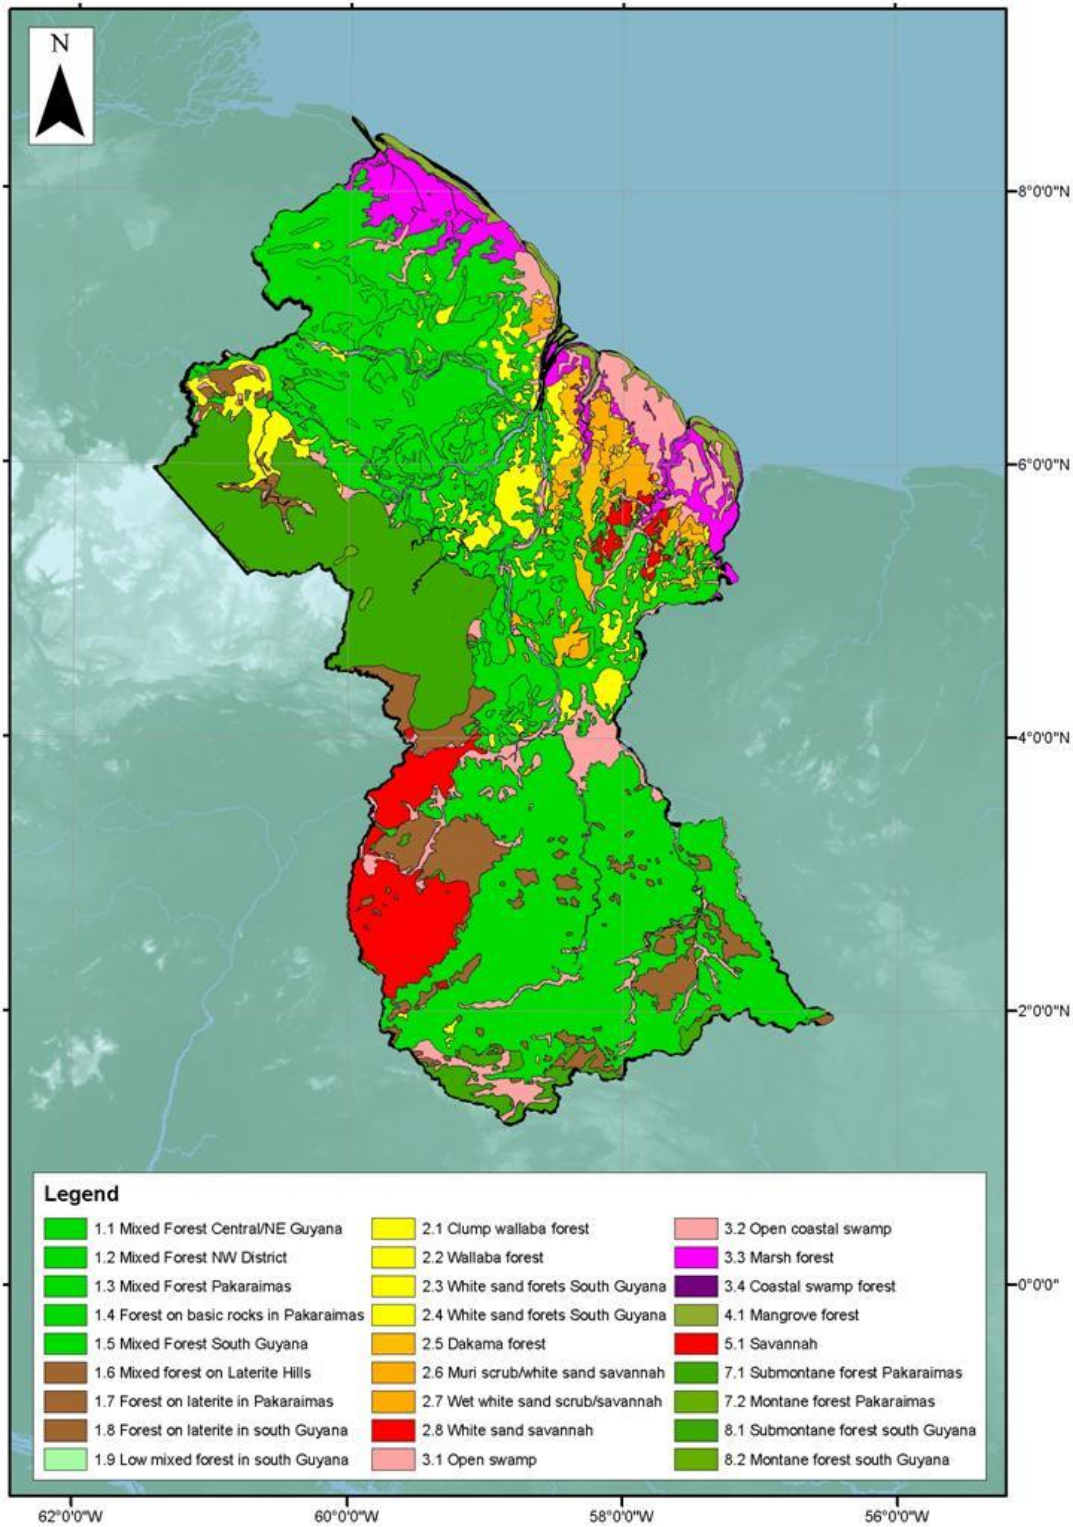 N
8°0'0"N
6°0'0"N
4°0'0"N
2°0'0"N
0°0'0"
Legend
1.1 Mixed Forest Central/NE Guyana
1.2 Mixed Forest NW District
1.3 Mixed Forest Pakaraimas
1.4 Forest on basic rocks in Pakaraimas
1.5 Mixed Forest South Guyana
1.6 Mixed forest on Laterite Hills
1.7 Forest on laterite in Pakaraimas
1.8 Forest on laterite in south Guyana
1.9 Low mixed forest in south Guyana
2.1 Clump wallaba forest
2.2 Wallaba forest
2.3 White sand forets South Guyana
2.4 White sand forets South Guyana
2.5 Dakama forest
2.6 Muri scrub/white sand savannah
2.7 Wet white sand scrub/savannah
2.8 White sand savannah
3.1 Open swamp
3.2 Open coastal swamp
3.3 Marsh forest
3.4 Coastal swamp forest
4.1 Mangrove forest
5.1 Savannah
7.1 Submontane forest Pakaraimas
7.2 Montane forest Pakaraimas
8.1 Submontane forest south Guyana
8.2 Montane forest south Guyana
62°0'0"W
60°0'0"W
58°0'0"W
56°0'0"W